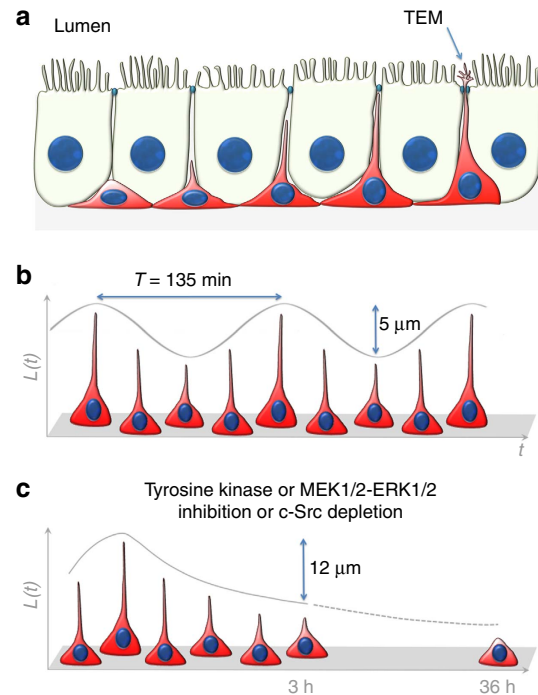 a
Lumen
TEM
b
T = 135 min
5 μm
L(t)
t
c
Tyrosine kinase or MEK1/2-ERK1/2
inhibition or c-Src depletion
12 μm
L(t)
3 h
36 h